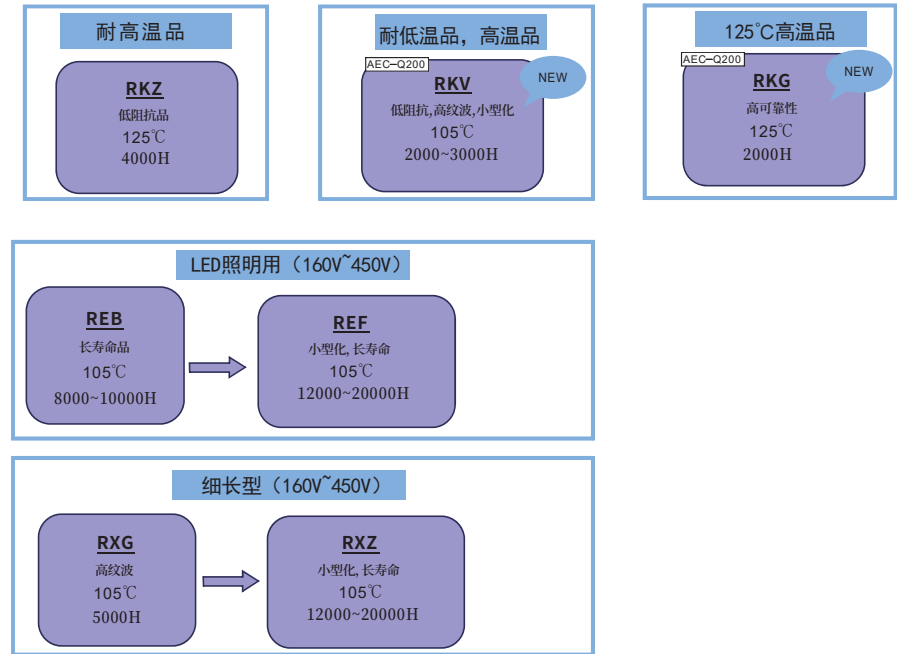 耐高温品
RKZ
低阻抗品
125℃
4000H
耐低温品，高温品
AEC-Q200
NEW
RKV
低阻抗,高纹波,小型化
105℃
2000~3000H
125℃高温品
AEC-Q200
NEW
RKG
高可靠性
125℃
2000H
LED照明用（160V~450V）
REB
长寿命品
105℃
8000~10000H
REF
小型化,长寿命
105℃
12000~20000H
细长型（160V~450V）
RXG
高纹波
105℃
5000H
RXZ
小型化,长寿命
105℃
12000~20000H